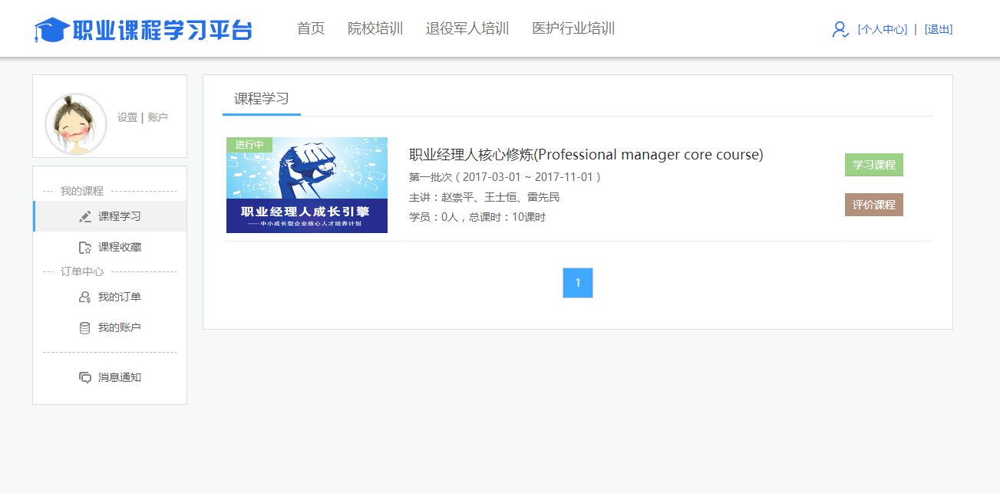 职业课程学习平台
首页 院校培训 退役军人培训 医护行业培训
[个人中心] | [退出]
设置 | 账户
我的课程
课程学习
课程收藏
订单中心
我的订单
我的账户
消息通知
课程学习
进行中
职业经理人成长引擎
——中小成长型企业核心人才培养计划
职业经理人核心修炼(Professional manager core course)
第一批次 ( 2017-03-01 ~ 2017-11-01 )
主讲：赵崇平、王士恒、雷先民
学员：0人，总课时：10课时
学习课程
评价课程
1